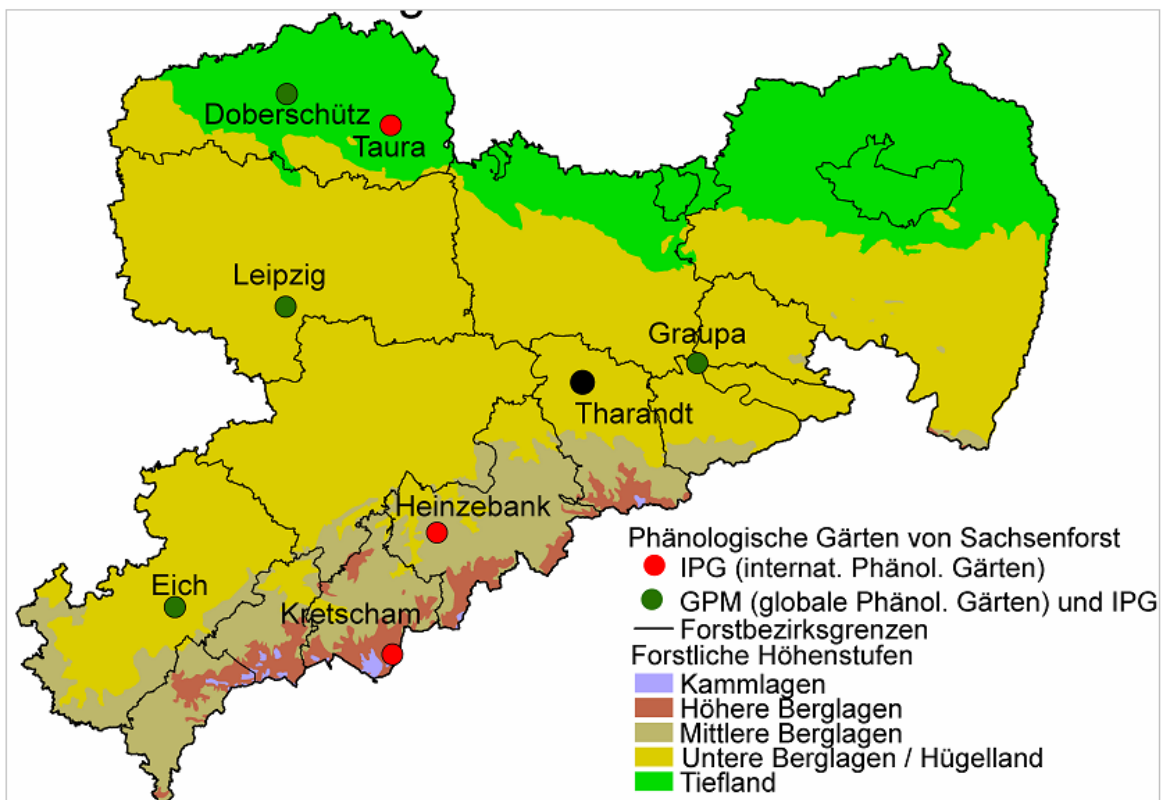 Doberschütz
Taura
Leipzig
Graupa
Tharandt
Heinzebank
Eich
Kretscham
Phänologische Gärten von Sachsenforst
IPG (internat. Phänol. Gärten)
GPM (globale Phänol. Gärten) und IPG
Forstbezirksgrenzen
Forstliche Höhenstufen
Kammlagen
Höhere Berglagen
Mittlere Berglagen
Untere Berglagen / Hügelland
Tiefland